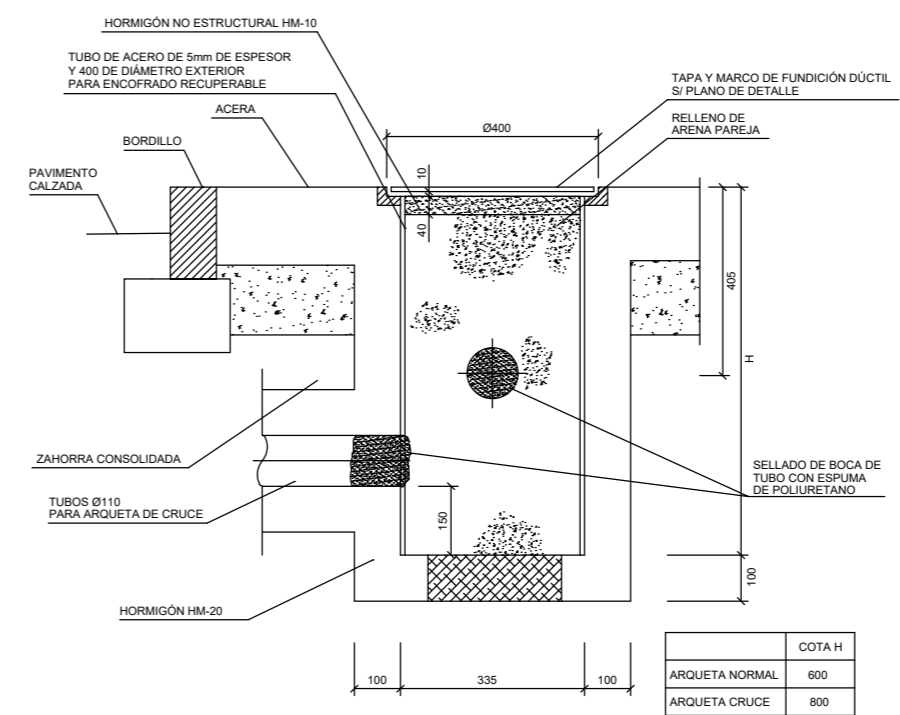 HORMIGÓN NO ESTRUCTURAL HM-10
TUBO DE ACERO DE 5mm DE ESPESOR
Y 400 DE DIÁMETRO EXTERIOR
PARA ENCOFRADO RECUPERABLE
ACERA
BORDILLO
PAVIMENTO
CALZADA
TAPA Y MARCO DE FUNDICIÓN DÚCTIL
S/ PLANO DE DETALLE
RELLENO DE
ARENA PAREJA
Ø400
10
40
405
H
ZAHORRA CONSOLIDADA
TUBOS Ø110
PARA ARQUETA DE CRUCE
150
SELLADO DE BOCA DE
TUBO CON ESPUMA
DE POLIURETANO
100
HORMIGÓN HM-20
100
335
100
COTA H
ARQUETA NORMAL 600
ARQUETA CRUCE 800